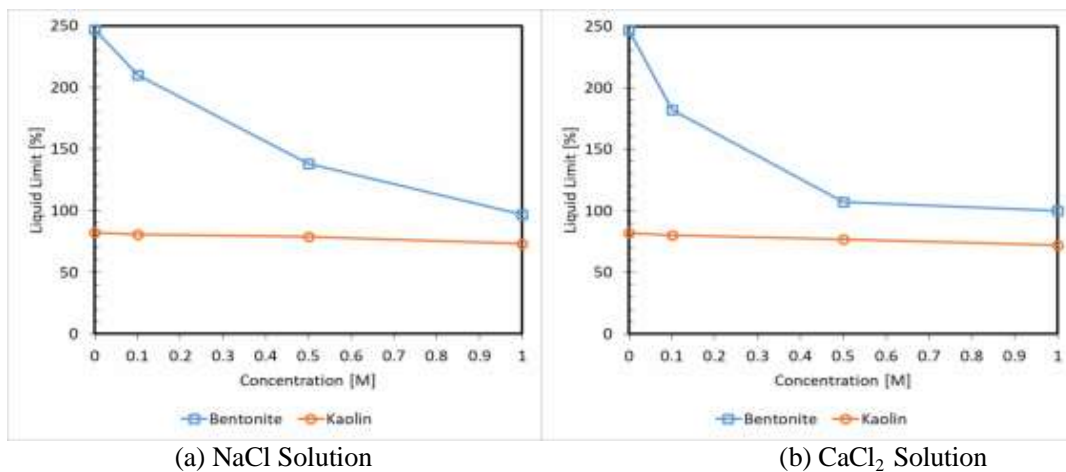 250
200
150
100
50
0
Liquid Limit [%]
0 0.1 0.2 0.3 0.4 0.5 0.6 0.7 0.8 0.9 1
Concentration [M]
Bentonite Kaolin
(a) NaCl Solution
250
200
150
100
50
0
Liquid Limit [%]
0 0.1 0.2 0.3 0.4 0.5 0.6 0.7 0.8 0.9 1
Concentration [M]
Bentonite Kaolin
(b) CaCl₂ Solution